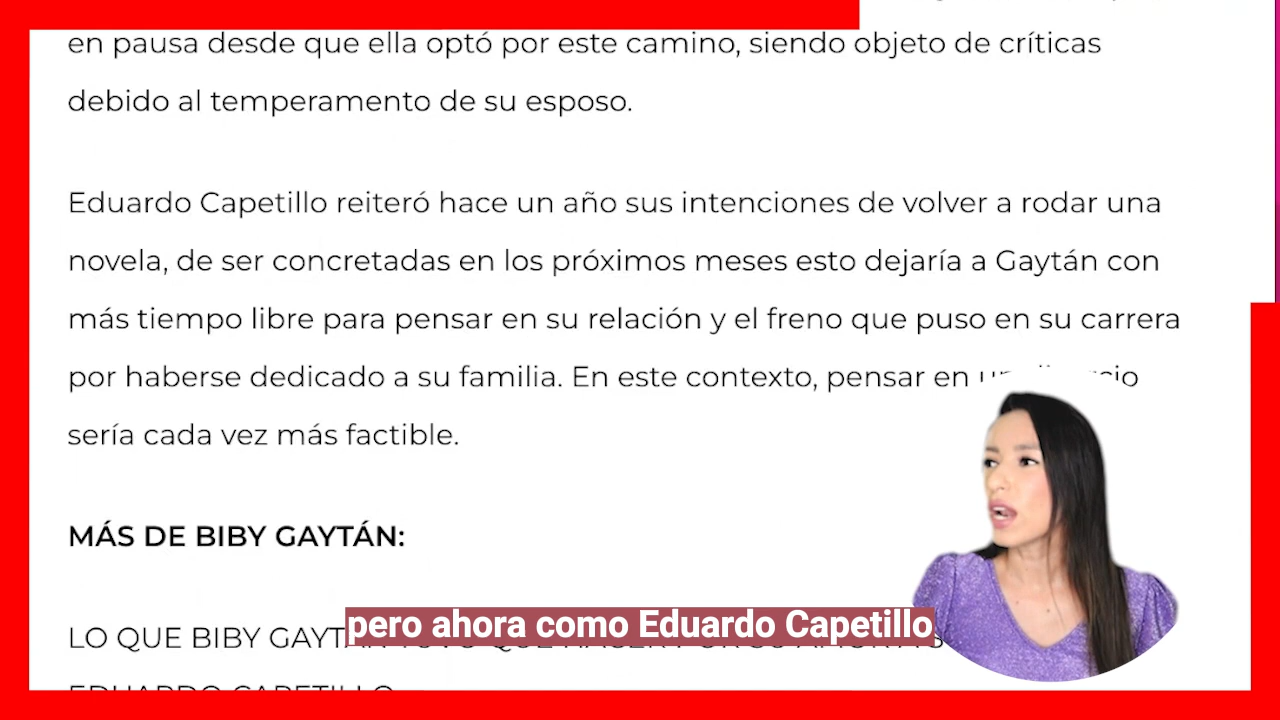 en pausa desde que ella optó por este camino, siendo objeto de críticas
debido al temperamento de su esposo.
Eduardo Capetillo reiteró hace un año sus intenciones de volver a rodar una
novela, de ser concretadas en los próximos meses esto dejaría a Gaytán con
más tiempo libre para pensar en su relación y el freno que puso en su carrera
por haberse dedicado a su familia. En este contexto, pensar en
sería cada vez más factible.
MÁS DE BIBY GAYTÁN:
LO QUE BIBY
pero ahora como Eduardo Capetillo
EDUARDO CAPETILLO